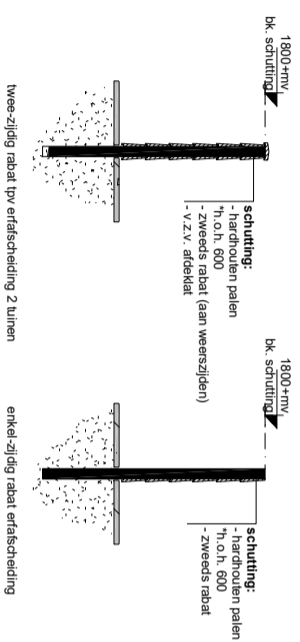 1800+mv
bk. schutting
schutting:
- hardhouten palen
*h.o.h. 600
- zweeds rabat (aan weerszijden)
- v.z.v. afdeklat
twee-zijdig rabat tpv erfafscheiding 2 tuinen
1800+mv
bk. schutting
schutting:
- hardhouten palen
*h.o.h. 600
- zweeds rabat
enkel-zijdig rabat erfafscheiding